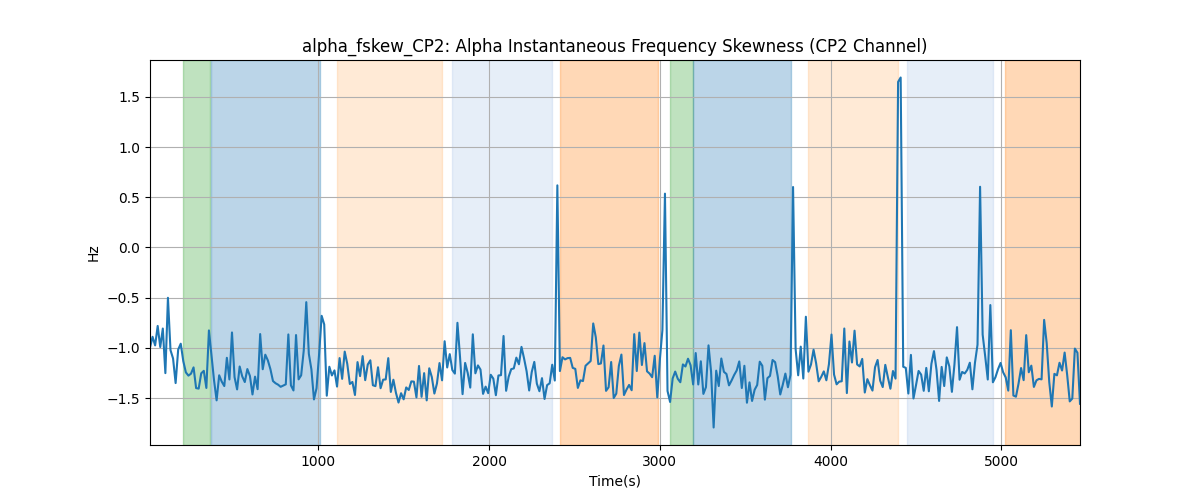 alpha_fskew_CP2: Alpha Instantaneous Frequency Skewness (CP2 Channel)
1.5
1.0
0.5
0.0
−0.5
−1.0
−1.5
Hz
1000 2000 3000 4000 5000
Time(s)